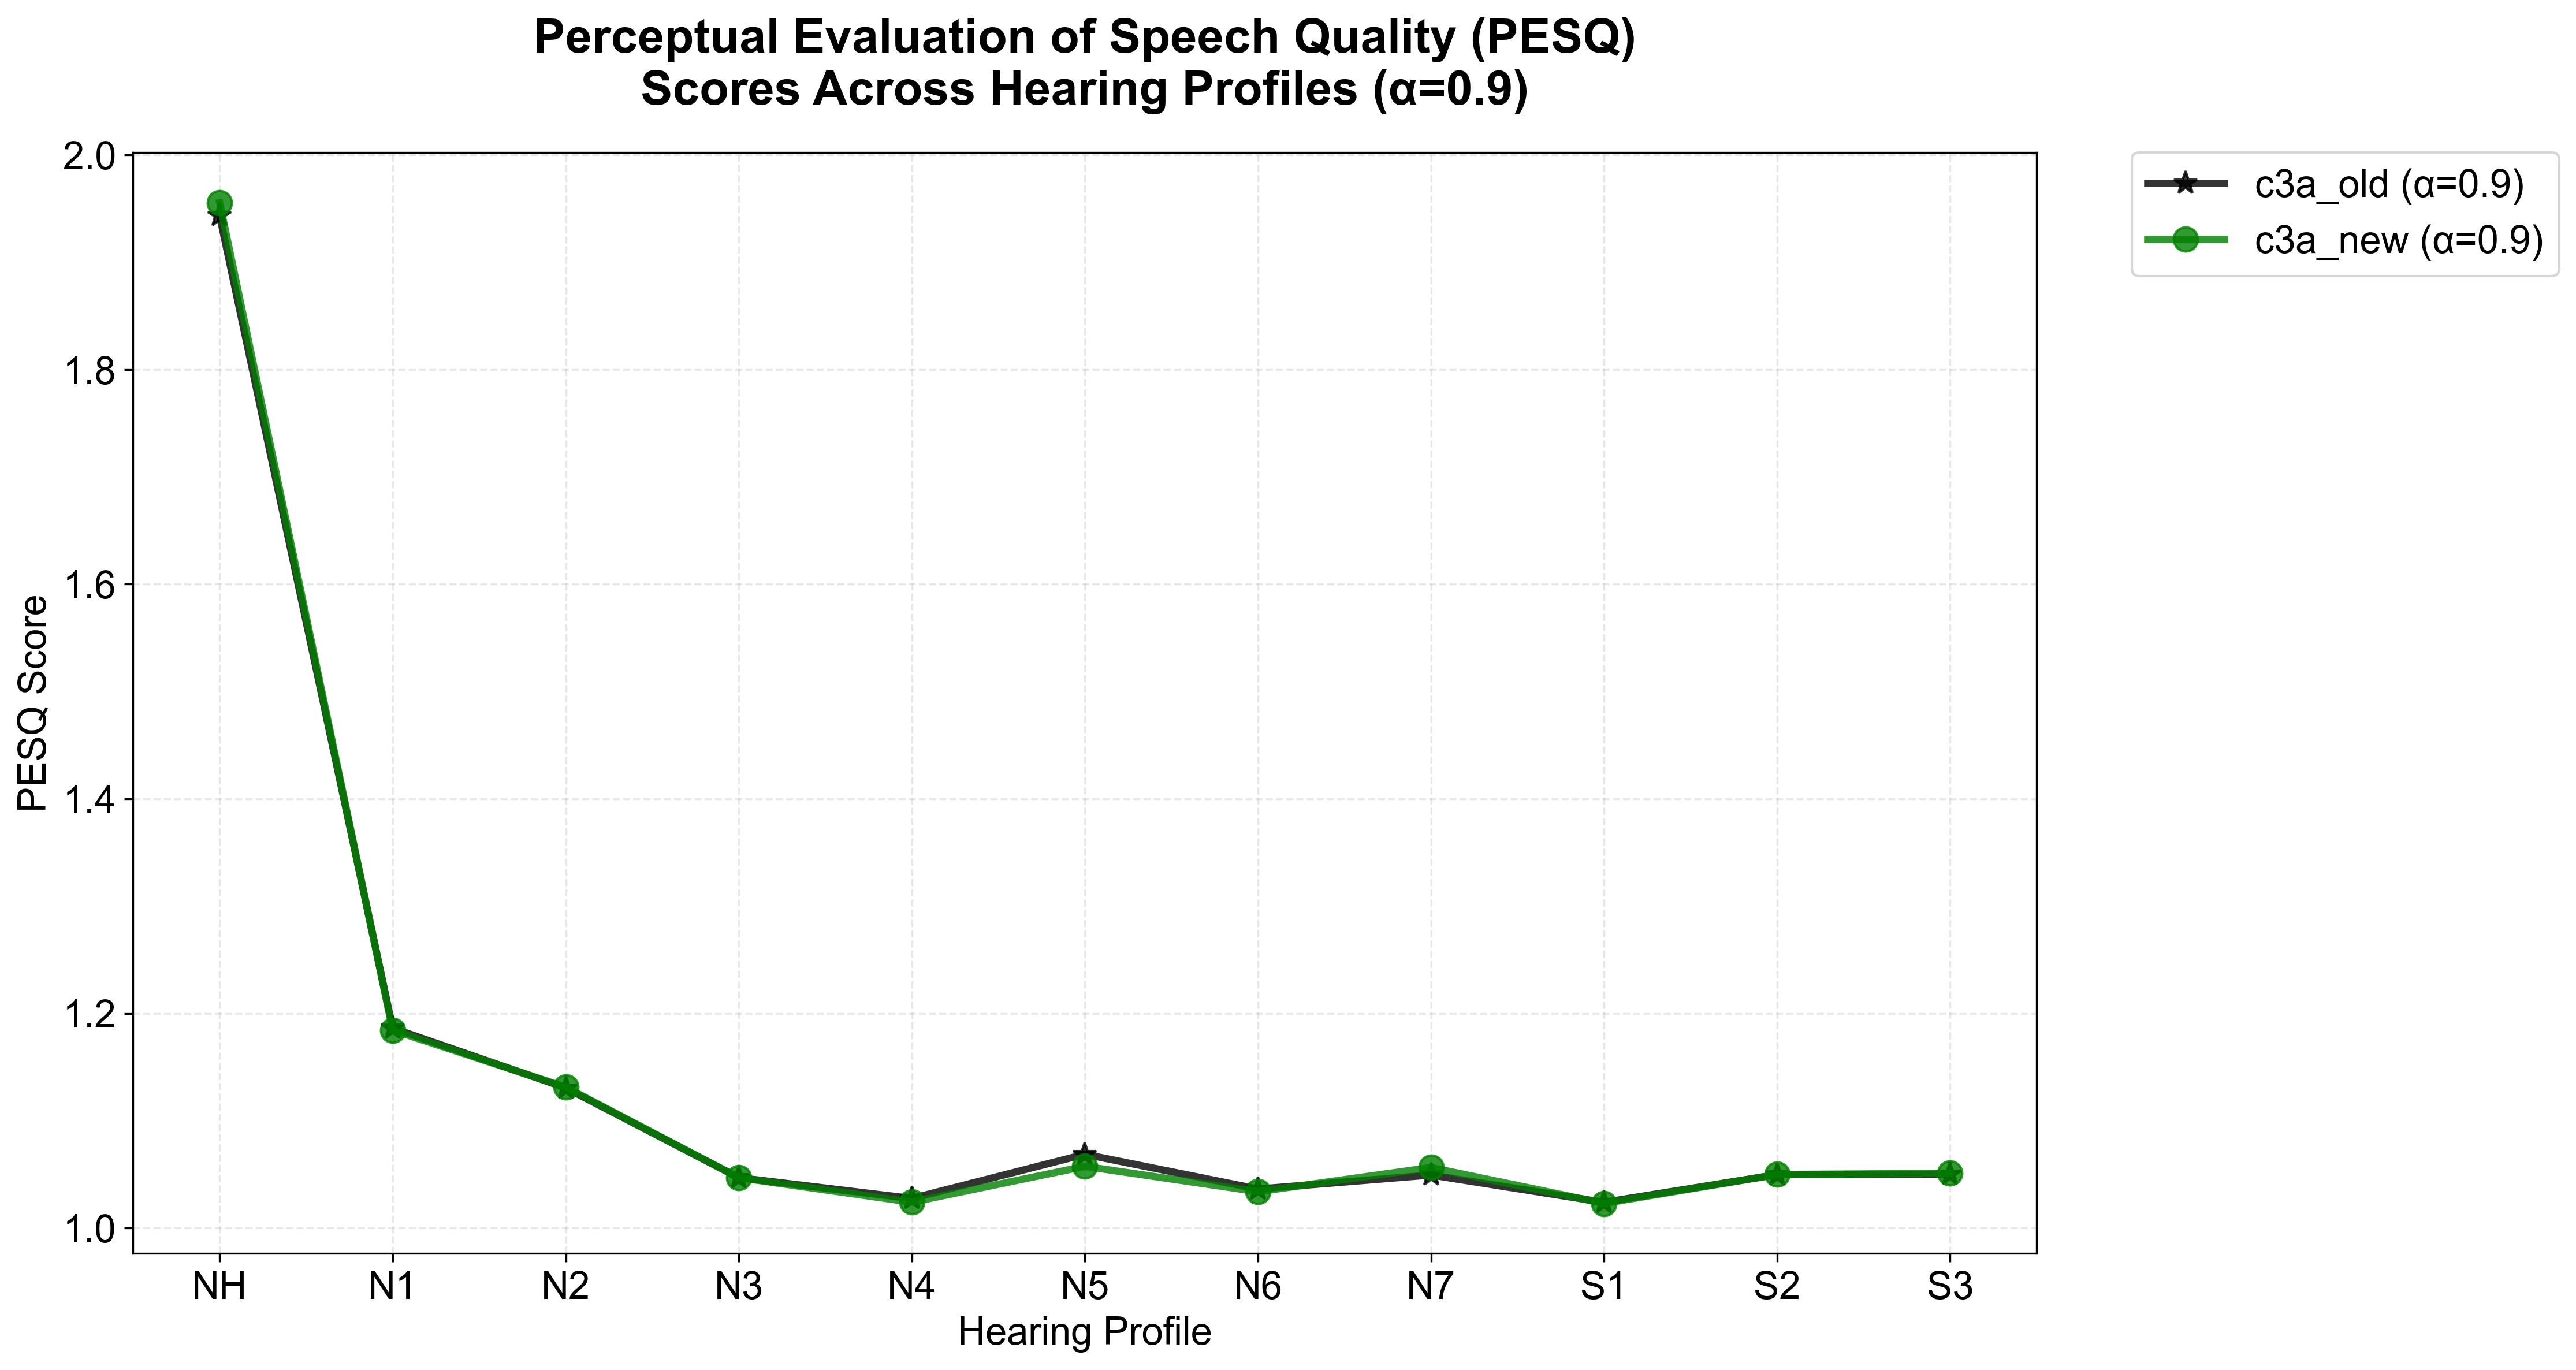 Perceptual Evaluation of Speech Quality (PESQ)
Scores Across Hearing Profiles (α=0.9)
c3a_old (α=0.9)
c3a_new (α=0.9)
PESQ Score
2.0
1.8
1.6
1.4
1.2
1.0
NH N1 N2 N3 N4 N5 N6 N7 S1 S2 S3
Hearing Profile